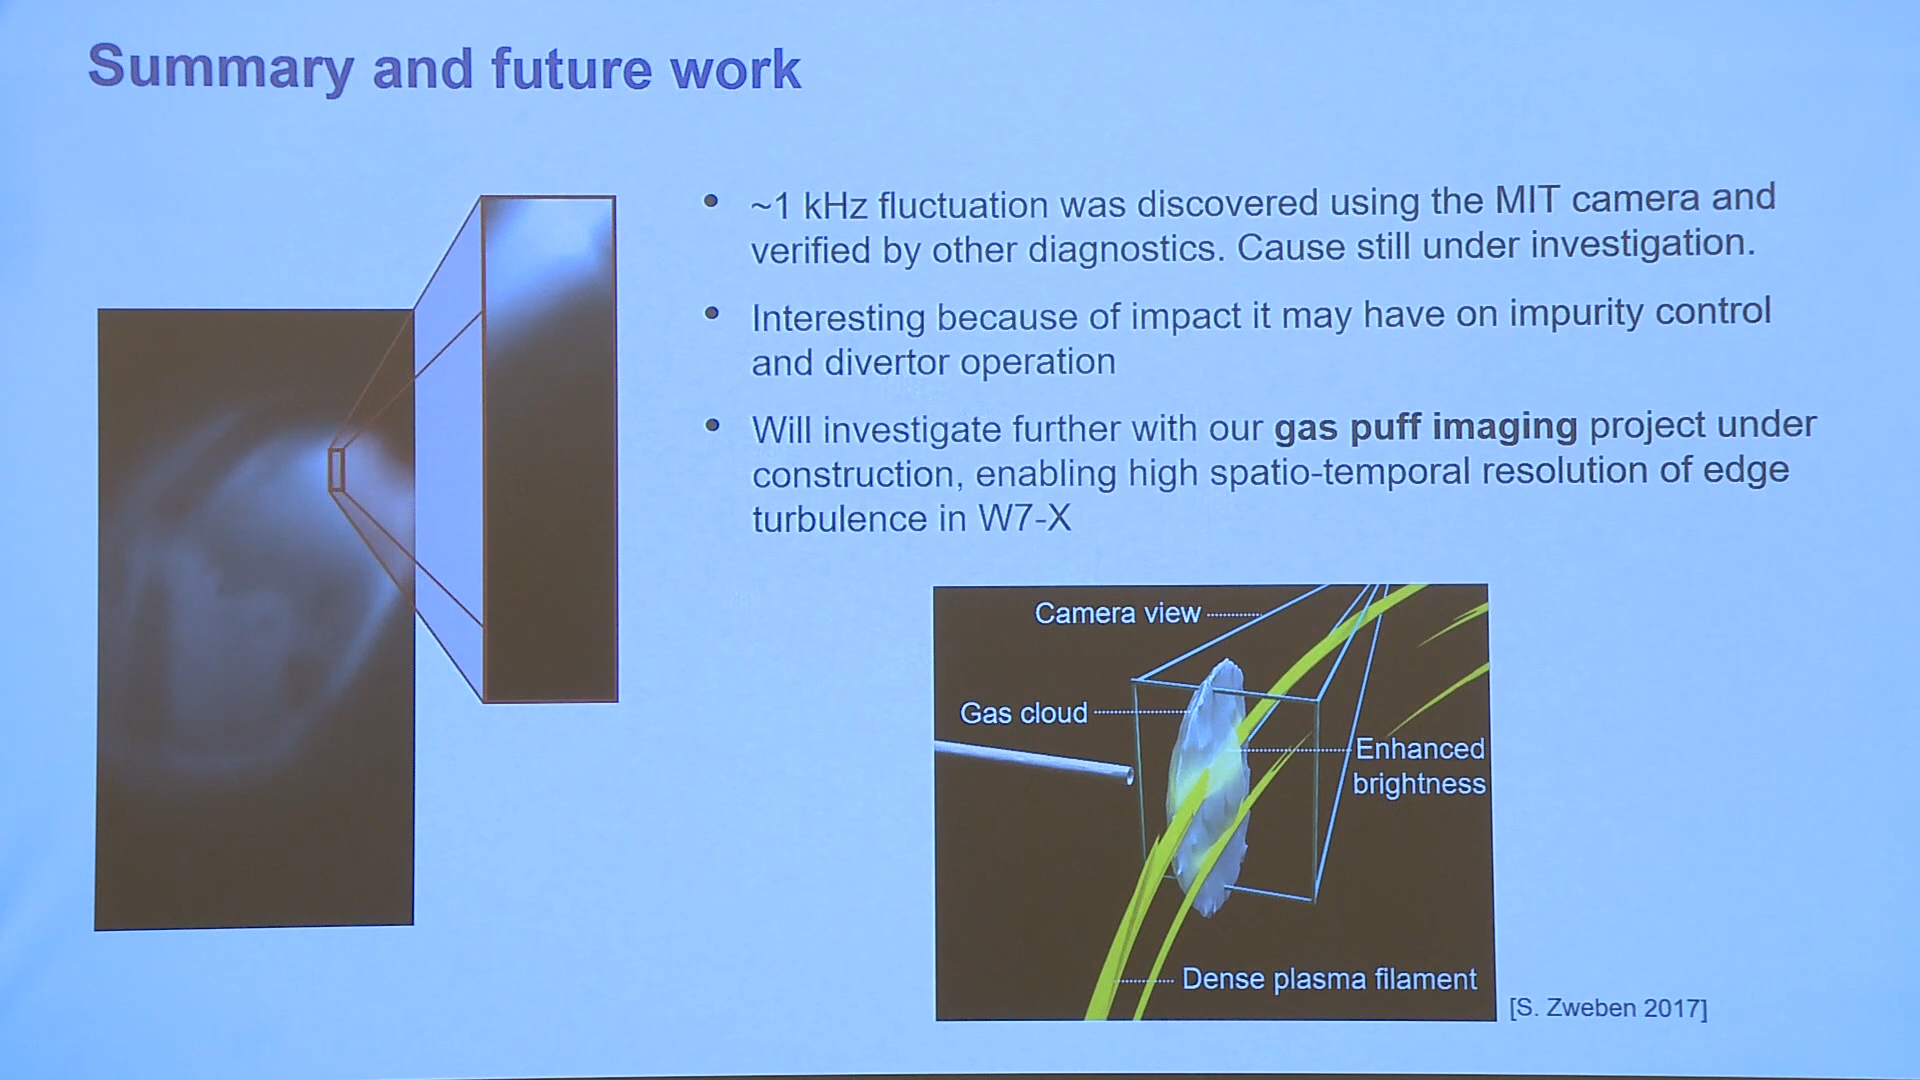 Summary and future work
• ~1 kHz fluctuation was discovered using the MIT camera and
verified by other diagnostics. Cause still under investigation.
• Interesting because of impact it may have on impurity control
and divertor operation
• Will investigate further with our gas puff imaging project under
construction, enabling high spatio-temporal resolution of edge
turbulence in W7-X
Camera view
Gas cloud
Enhanced
brightness
Dense plasma filament
[S. Zweben 2017]